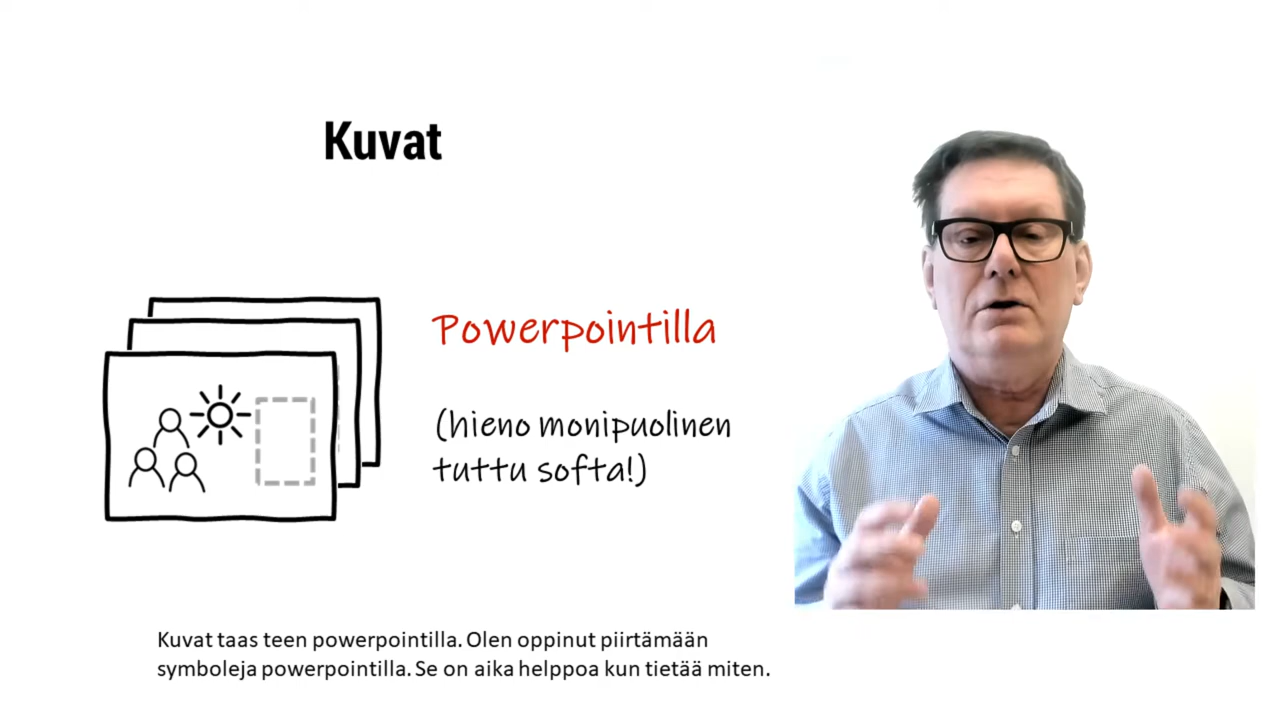 Kuvat
Powerpointilla
(hieno monipuolinen
tuttu softa!)
Kuvat taas teen powerpointilla. Olen oppinut piirtämään
symboleja powerpointilla. Se on aika helppoa kun tietää miten.